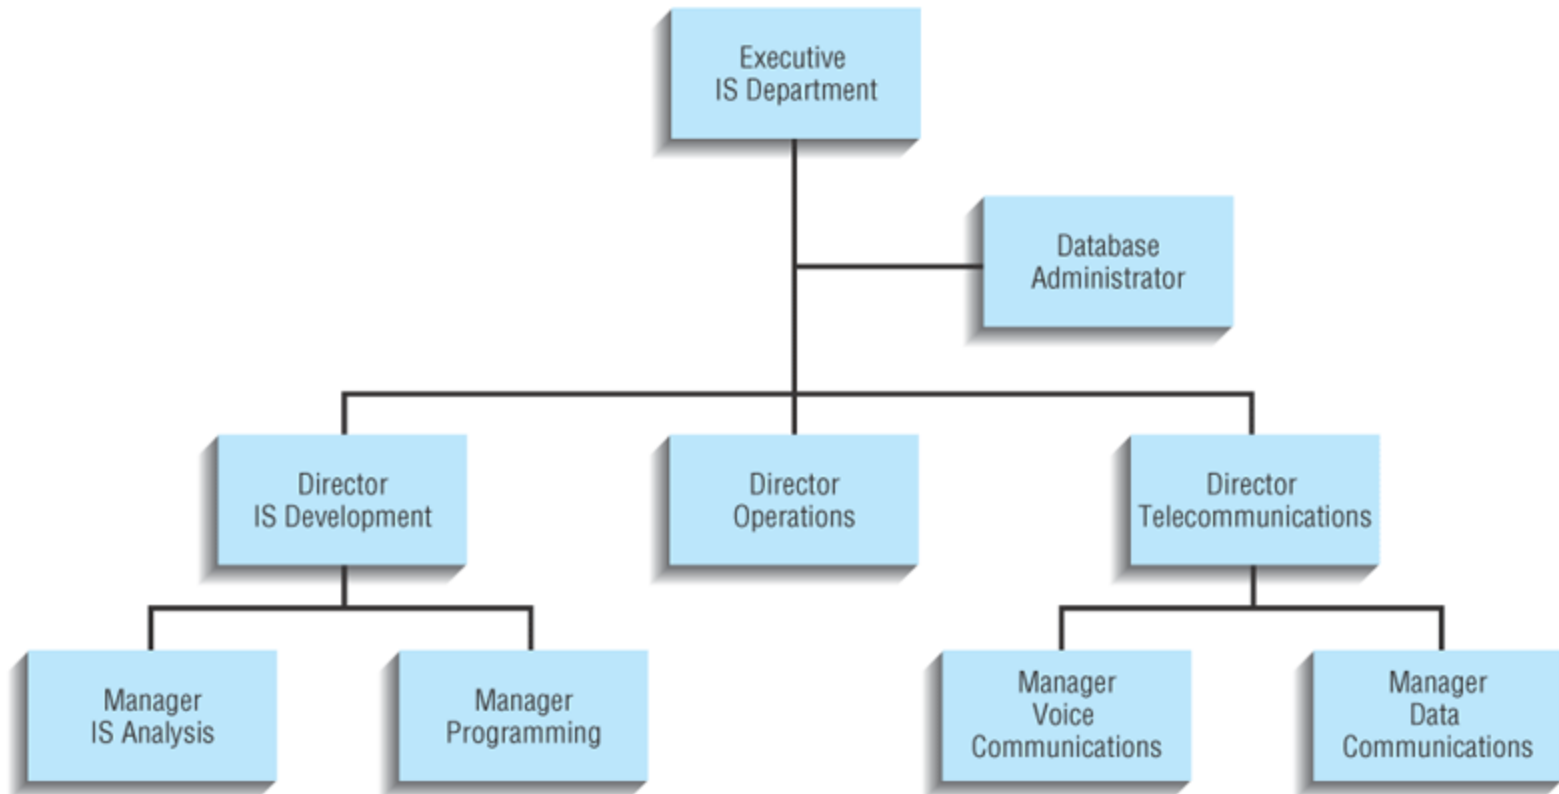 Executive
IS Department
Database
Administrator
Director
IS Development
Director
Operations
Director
Telecommunications
Manager
IS Analysis
Manager
Programming
Manager
Voice
Communications
Manager
Data
Communications